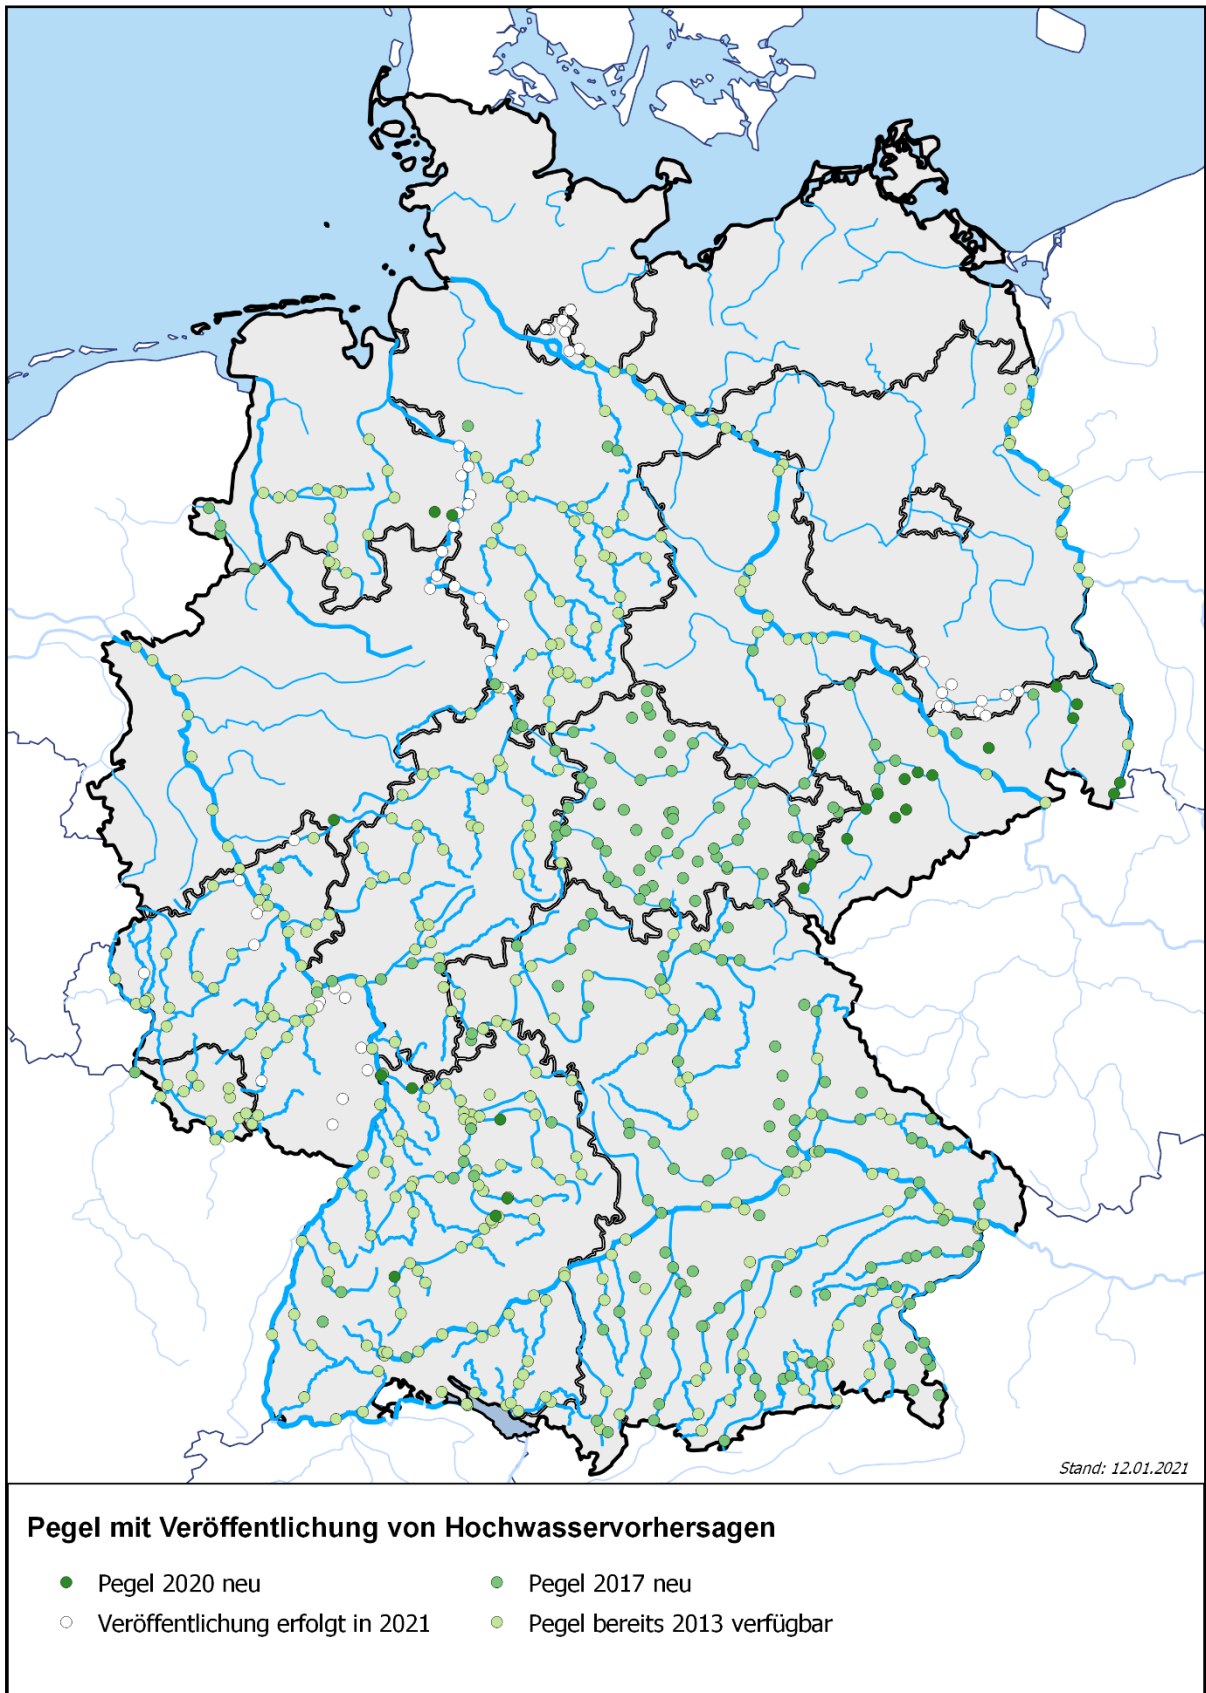 Stand: 12.01.2021
Pegel mit Veröffentlichung von Hochwasservorhersagen
Pegel 2020 neu
Pegel 2017 neu
Veröffentlichung erfolgt in 2021
Pegel bereits 2013 verfügbar